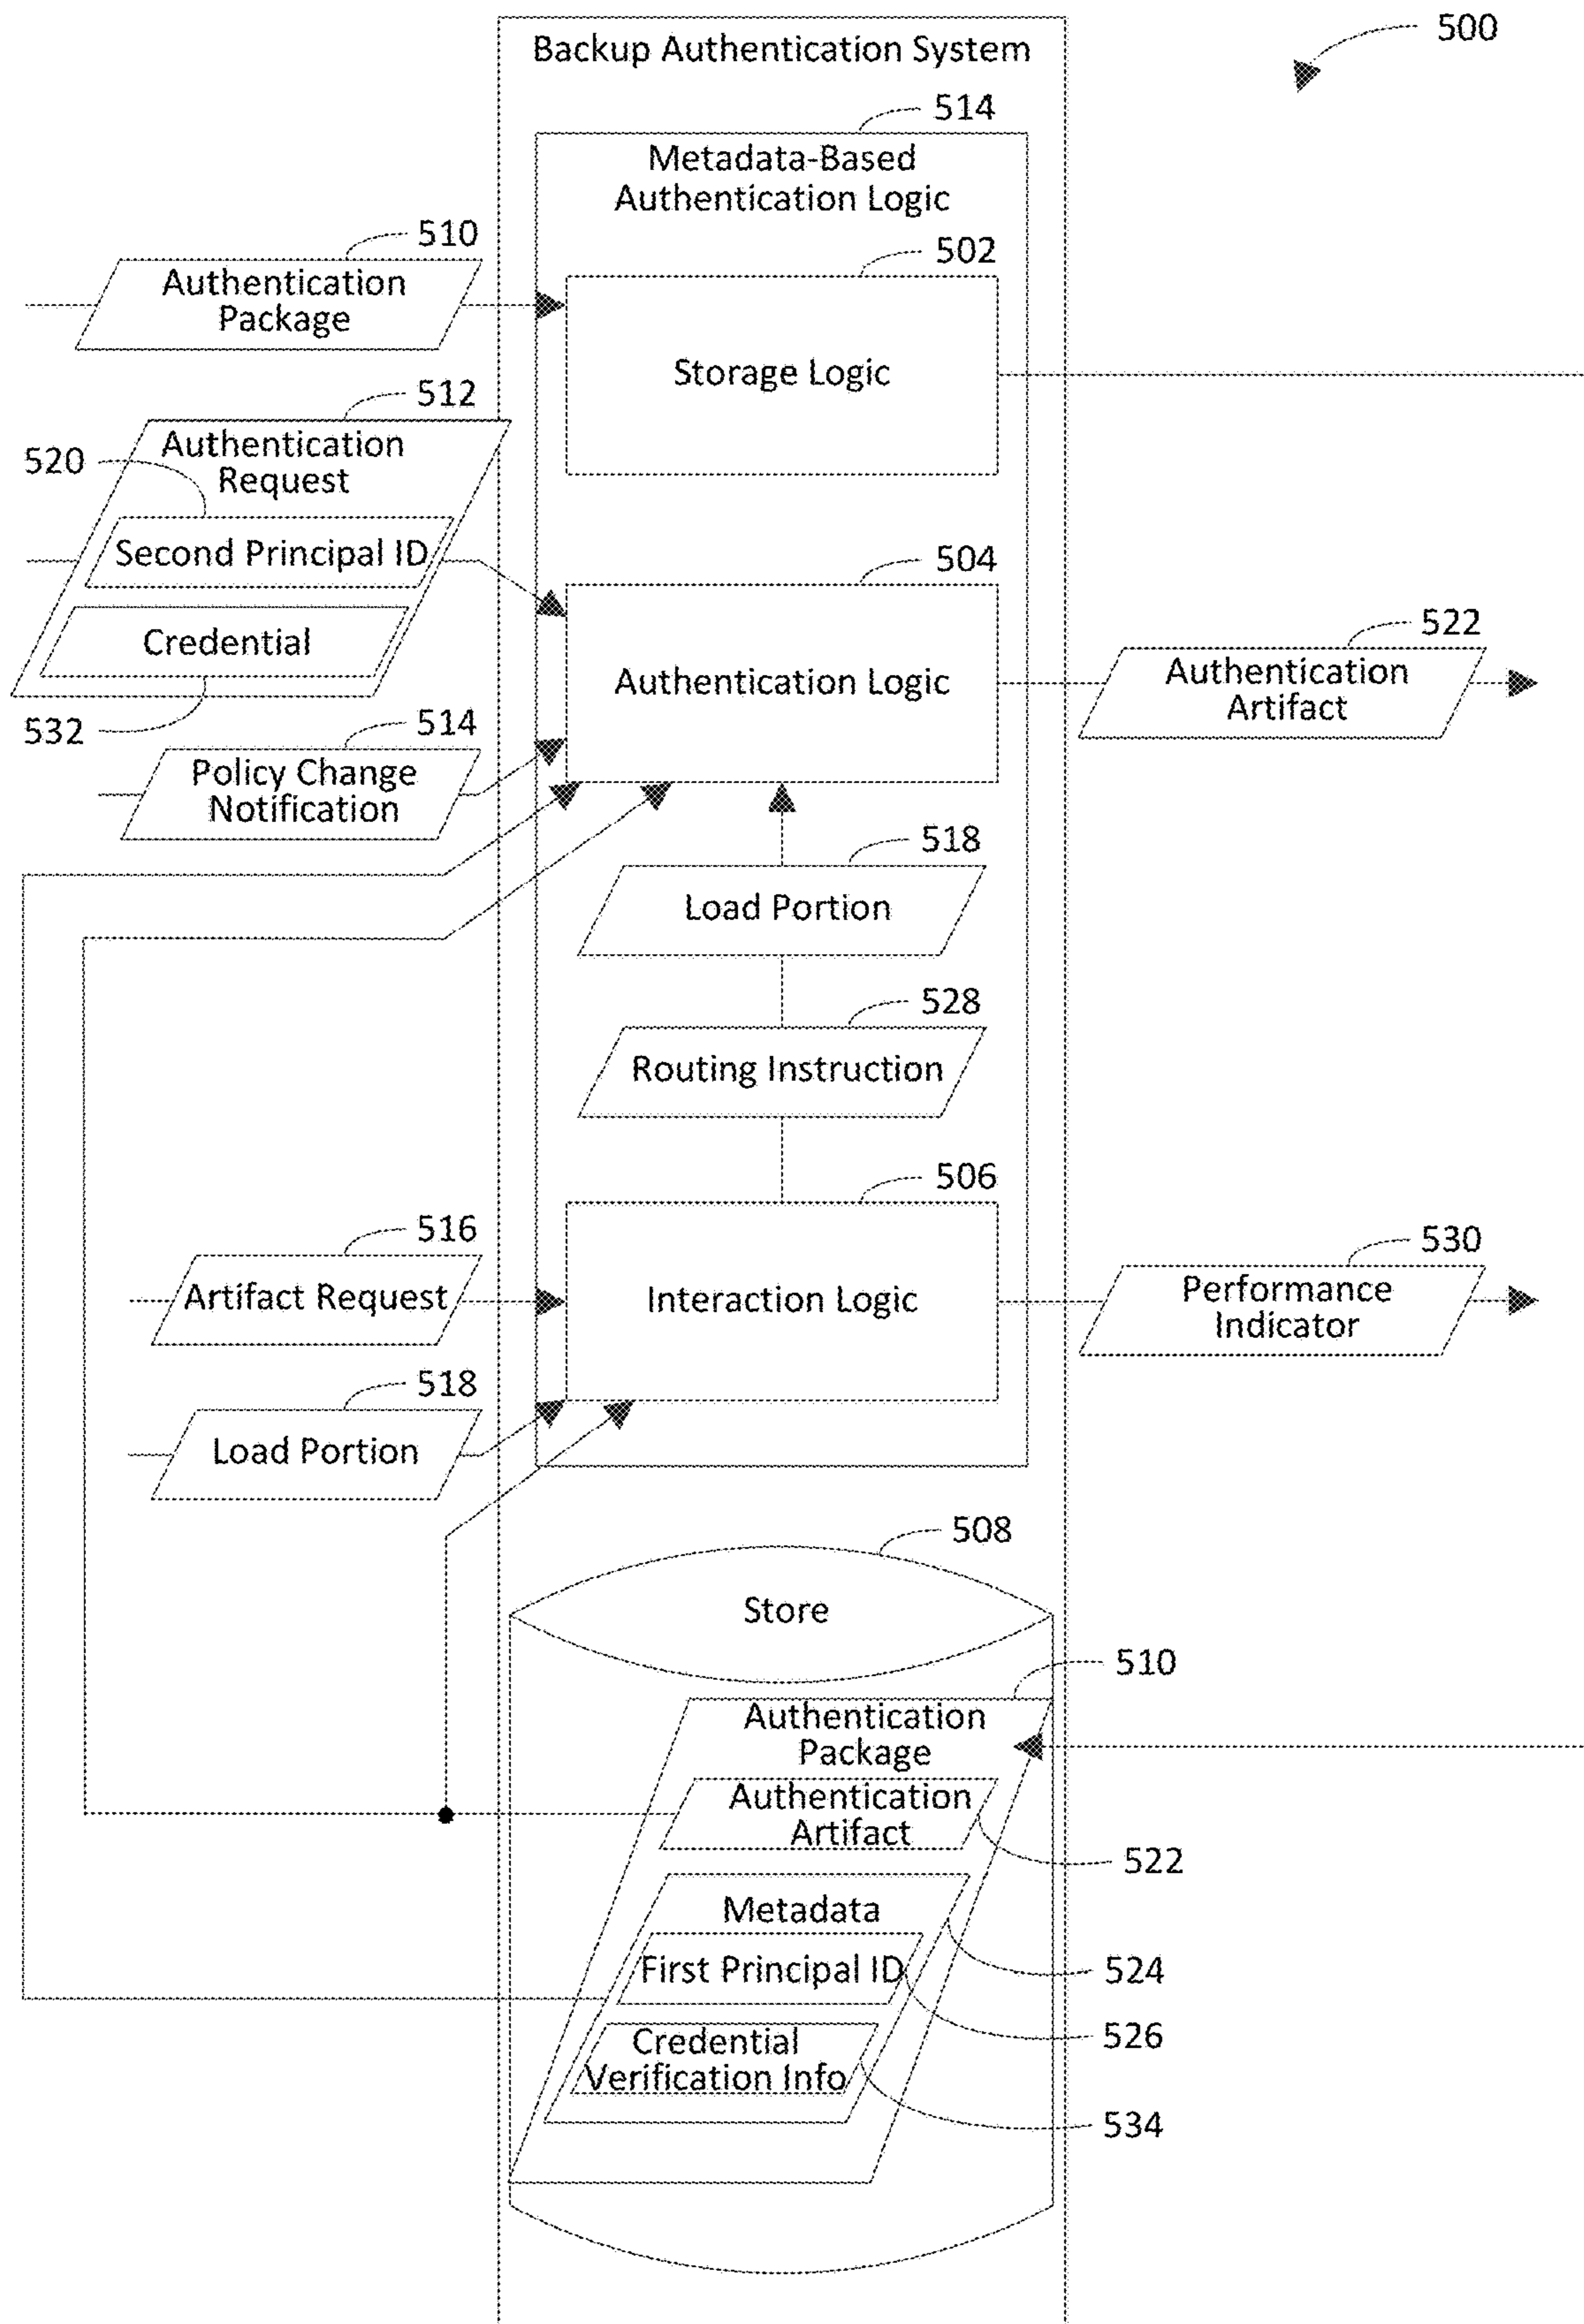 500
Backup Authentication System
514
Metadata-Based
Authentication Logic
510
Authentication
Package
502
Storage Logic
512
Authentication
Request
520
Second Principal ID
Credential
532
504
Authentication Logic
522
Authentication
Artifact
514
Policy Change
Notification
518
Load Portion
528
Routing Instruction
506
Interaction Logic
516
Artifact Request
530
Performance
Indicator
518
Load Portion
508
Store
510
Authentication
Package
Authentication
Artifact
522
Metadata
First Principal ID
524
526
Credential
Verification Info
534